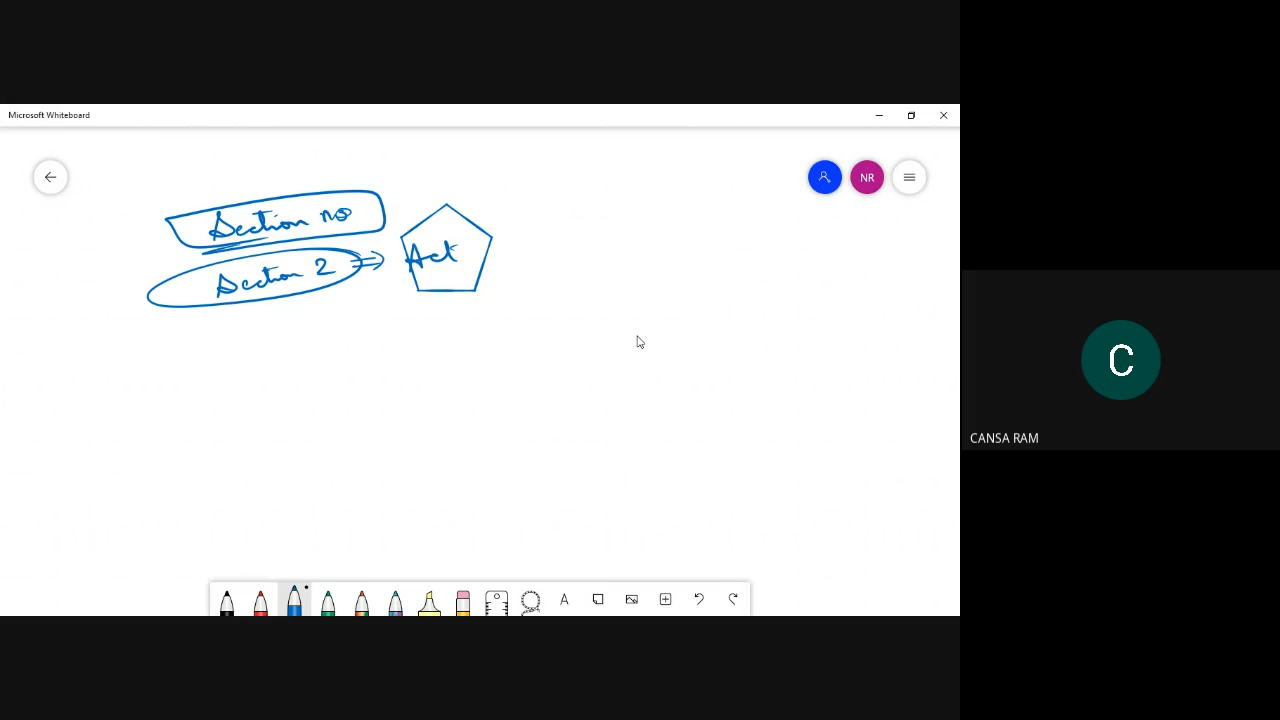 Microsoft Whiteboard
NR
Section no
Section 2 ⇒ Act
C
CANSA RAM
A